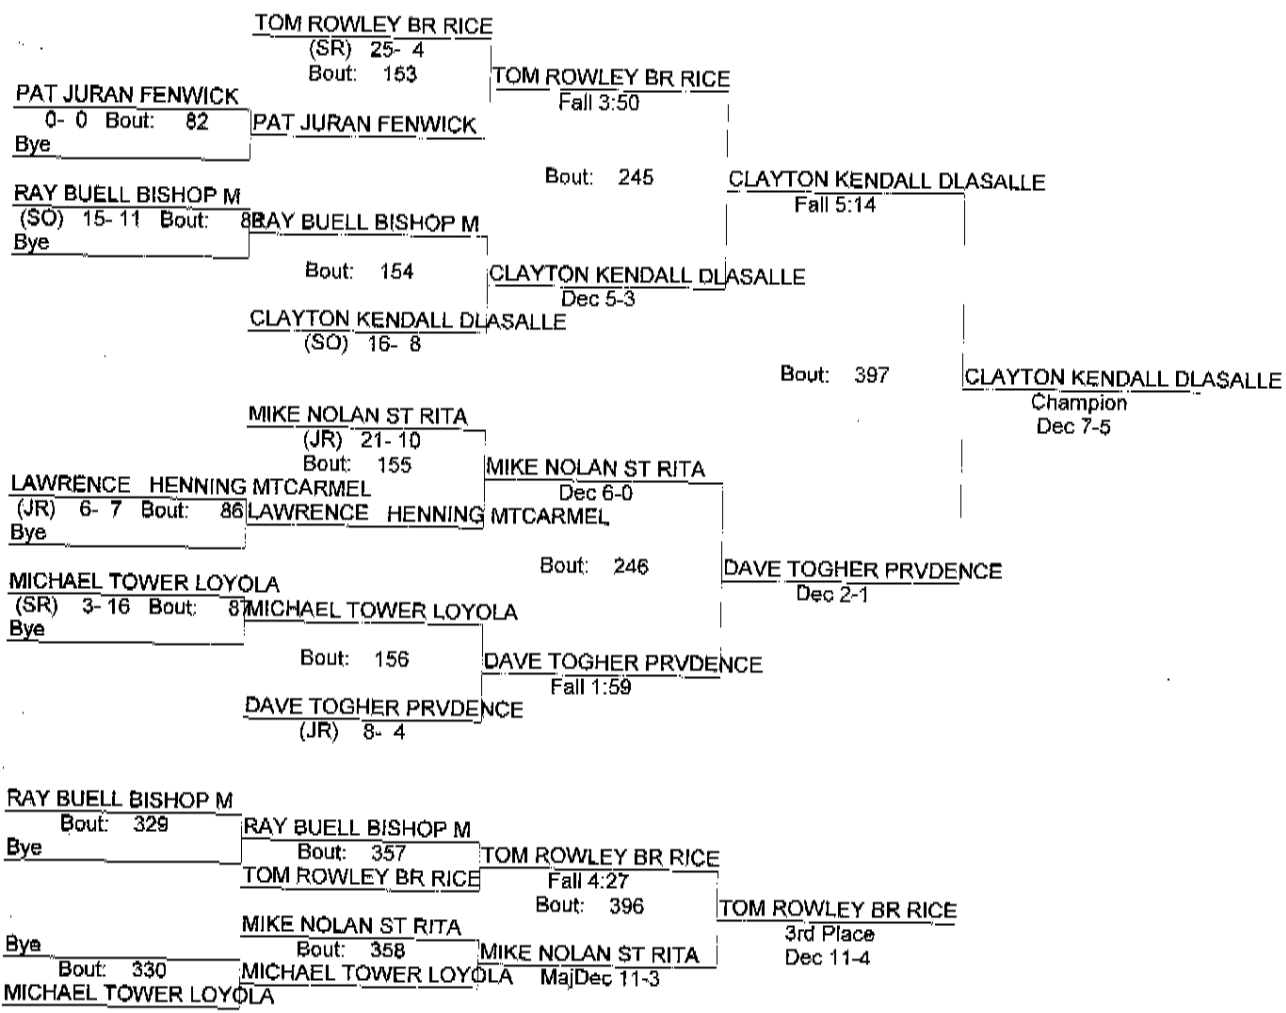 TOM ROWLEY BR RICE
(SR) 25- 4
Bout: 153
TOM ROWLEY BR RICE
Fall 3:50
PAT JURAN FENWICK
0- 0 Bout: 82
PAT JURAN FENWICK
Bye
Bout: 245
CLAYTON KENDALL DLASALLE
Fall 5:14
RAY BUELL BISHOP M
(SO) 15- 11 Bout:
RAY BUELL BISHOP M
Bye
Bout: 154
CLAYTON KENDALL DLASALLE
Dec 5-3
CLAYTON KENDALL DLASALLE
(SO) 16- 8
Bout: 397
CLAYTON KENDALL DLASALLE
Champion
Dec 7-5
MIKE NOLAN ST RITA
(JR) 21- 10
Bout: 155
MIKE NOLAN ST RITA
Dec 6-0
LAWRENCE HENNING MTCARMEL
(JR) 6- 7 Bout: 86
LAWRENCE HENNING MTCARMEL
Bye
Bout: 246
DAVE TOGHER PRVDENCE
Dec 2-1
MICHAEL TOWER LOYOLA
(SR) 3- 16 Bout: 87
MICHAEL TOWER LOYOLA
Bye
Bout: 156
DAVE TOGHER PRVDENCE
Fall 1:59
DAVE TOGHER PRVDENCE
(JR) 8- 4
RAY BUELL BISHOP M
Bout: 329
RAY BUELL BISHOP M
Bye
Bout: 357
TOM ROWLEY BR RICE
TOM ROWLEY BR RICE
Fall 4:27
Bout: 396
TOM ROWLEY BR RICE
3rd Place
Dec 11-4
MIKE NOLAN ST RITA
Bye
Bout: 358
MIKE NOLAN ST RITA
MajDec 11-3
Bout: 330
MICHAEL TOWER LOYOLA
MICHAEL TOWER LOYOLA